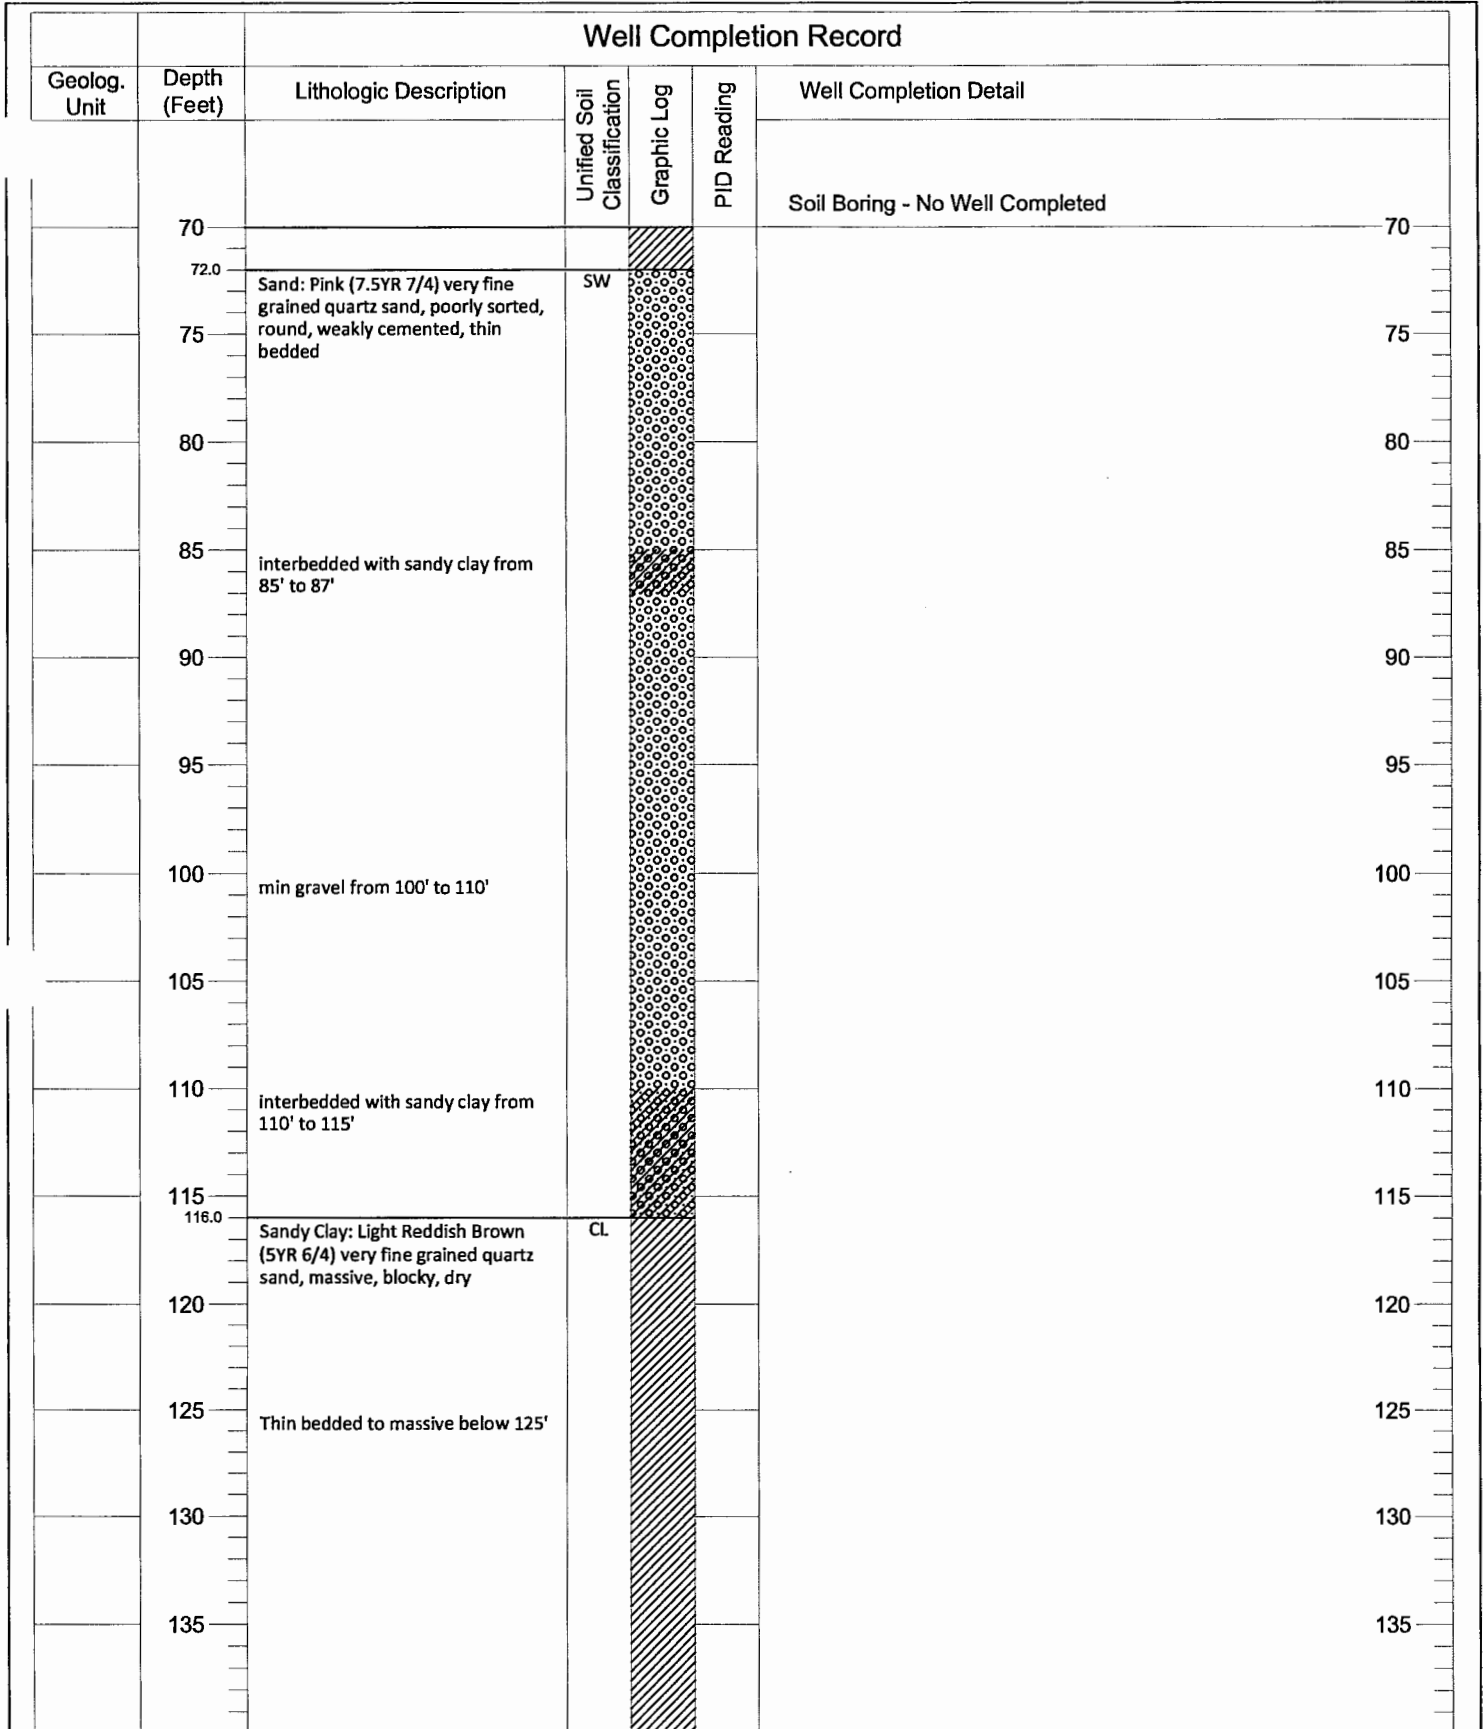 Well Completion Record
Geolog.
Unit
Depth
(Feet)
Lithologic Description
Unified Soil
Classification
Graphic Log
PID Reading
Well Completion Detail
Soil Boring - No Well Completed
70
70
72.0
Sand: Pink (7.5YR 7/4) very fine
grained quartz sand, poorly sorted,
round, weakly cemented, thin
bedded
SW
75
75
80
80
85
85
interbedded with sandy clay from
85' to 87'
90
90
95
95
100
100
min gravel from 100' to 110'
105
105
110
110
interbedded with sandy clay from
110' to 115'
115
115
116.0
Sandy Clay: Light Reddish Brown
(5YR 6/4) very fine grained quartz
sand, massive, blocky, dry
CL
120
120
125
125
Thin bedded to massive below 125'
130
130
135
135